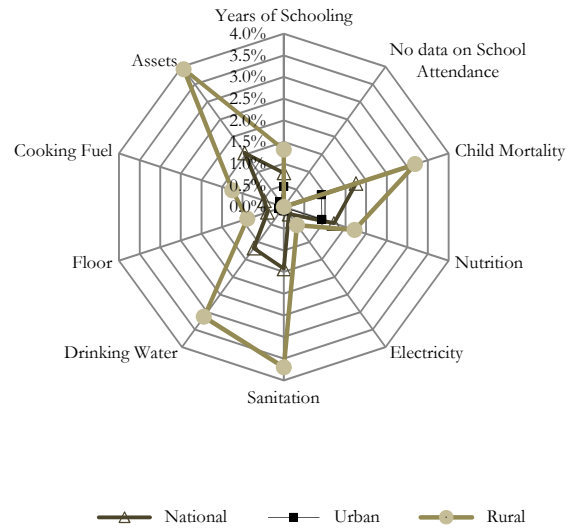 Years of Schooling
4.0%
3.5%
3.0%
2.5%
2.0%
1.5%
1.0%
0.5%
0.0%
No data on School
Attendance
Child Mortality
Nutrition
Electricity
Sanitation
Drinking Water
Floor
Cooking Fuel
Assets
National
Urban
Rural